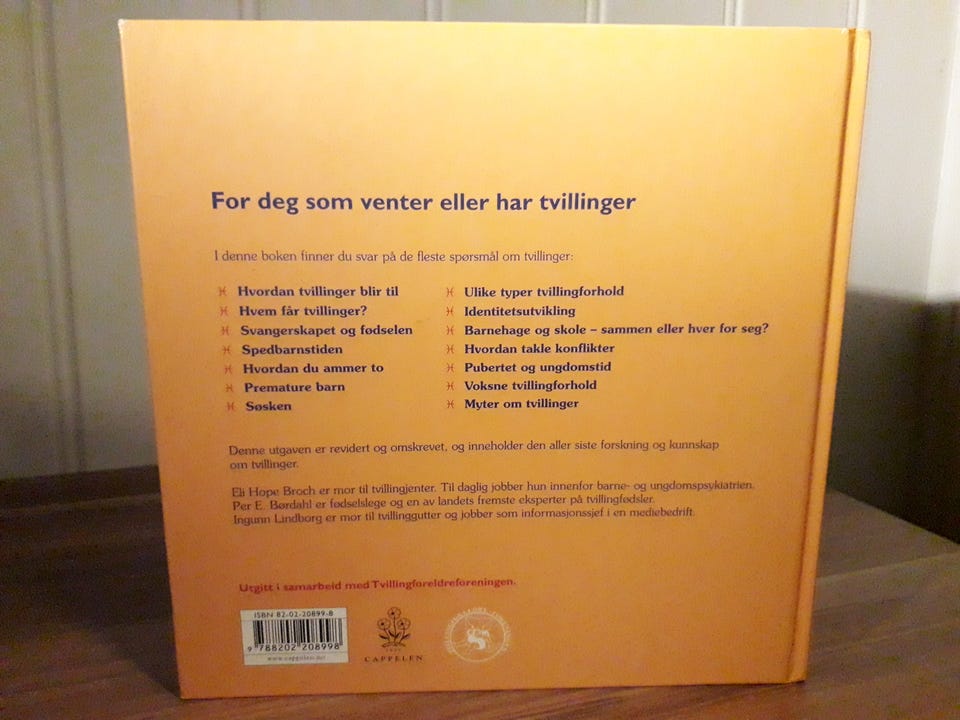 For deg som venter eller har tvillinger
I denne boken finner du svar på de fleste spørsmål om tvillinger:
Hvordan tvillinger blir til
Hvem får tvillinger?
Svangerskapet og fødselen
Spedbarnstiden
Hvordan du ammer to
Premature barn
Søsken
Ulike typer tvillingforhold
Identitetsutvikling
Barnehage og skole – sammen eller hver for seg?
Hvordan takle konflikter
Pubertet og ungdomstid
Voksne tvillingforhold
Myter om tvillinger
Denne utgaven er revidert og omskrevet, og inneholder den aller siste forskning og kunnskap
om tvillinger.
Eli Hope Broch er mor til tvillingjenter. Til daglig jobber hun innenfor barne- og ungdomspsykiatrien.
Per E. Børdahl er fødselslege og en av landets fremste eksperter på tvillingfødsler.
Ingunn Lindborg er mor til tvillinggutter og jobber som informasjonssjef i en mediebedrift.
Utgitt i samarbeid med Tvillingforeldreforeningen.
ISBN 82-02-20899-8
9 788202 208998
www.cappelen.no
CAPPELEN